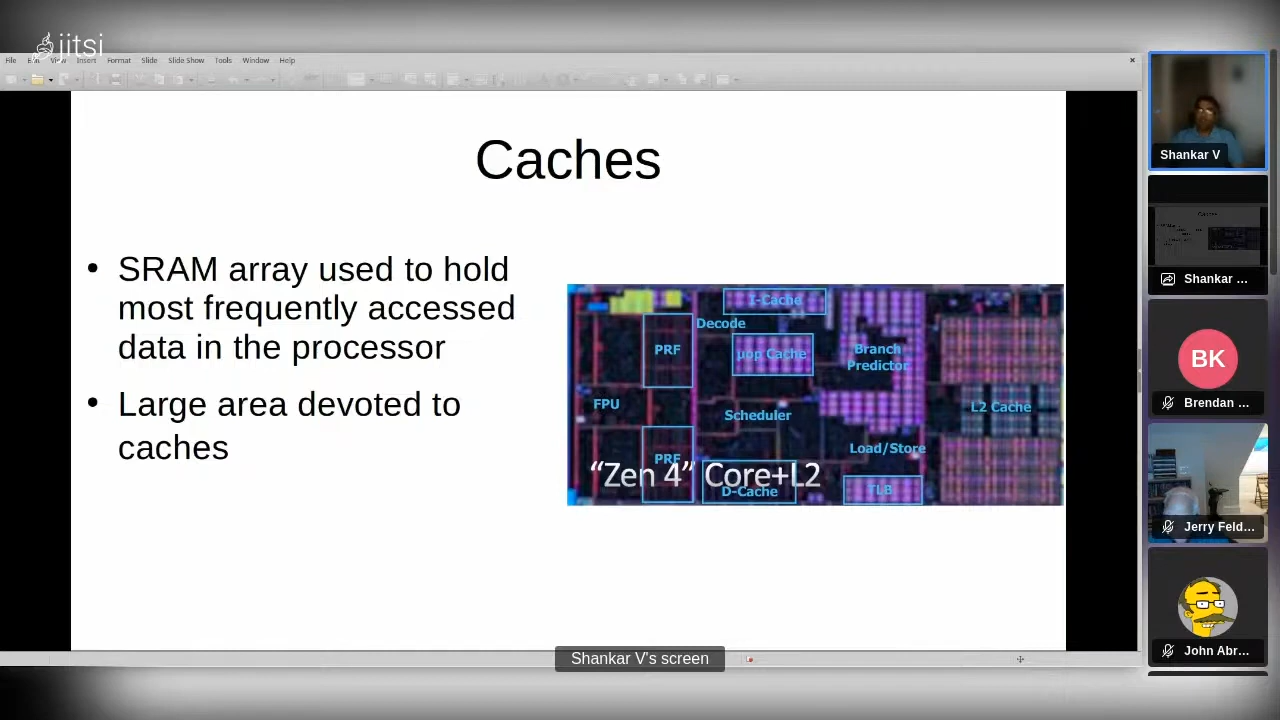 jitsi
File Edit View Insert Format Slide Slide Show Tools Window Help
Caches
• SRAM array used to hold
most frequently accessed
data in the processor
• Large area devoted to
caches
I-Cache
Decode
PRF
μop Cache
Branch
Predictor
FPU
L2 Cache
Scheduler
Load/Store
PRF
"Zen 4" Core+L2
D-Cache
TLB
Shankar V's screen
Shankar V
Shankar ...
BK
Brendan ...
Jerry Feld...
John Abr...